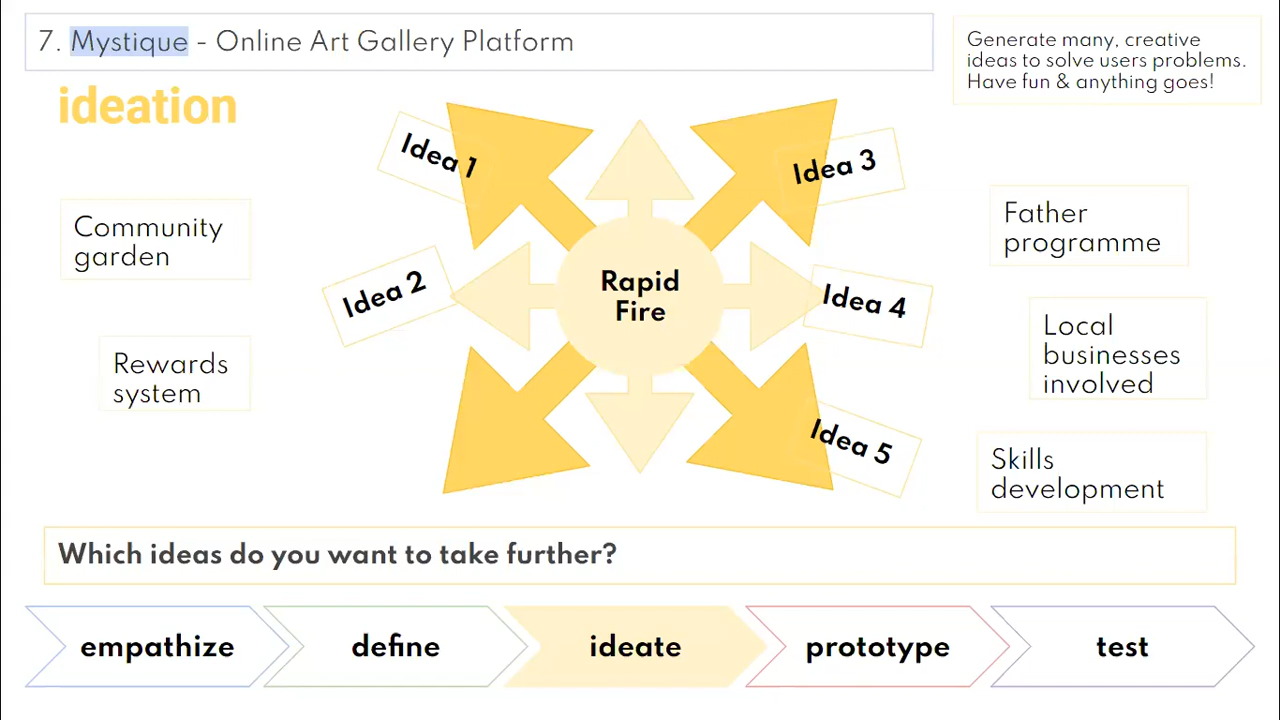 7. Mystique - Online Art Gallery Platform
Generate many, creative
ideas to solve users problems.
Have fun & anything goes!
ideation
Idea 1
Idea 3
Community
garden
Father
programme
Idea 2
Rapid
Fire
Idea 4
Local
businesses
involved
Rewards
system
Idea 5
Skills
development
Which ideas do you want to take further?
empathize
define
ideate
prototype
test